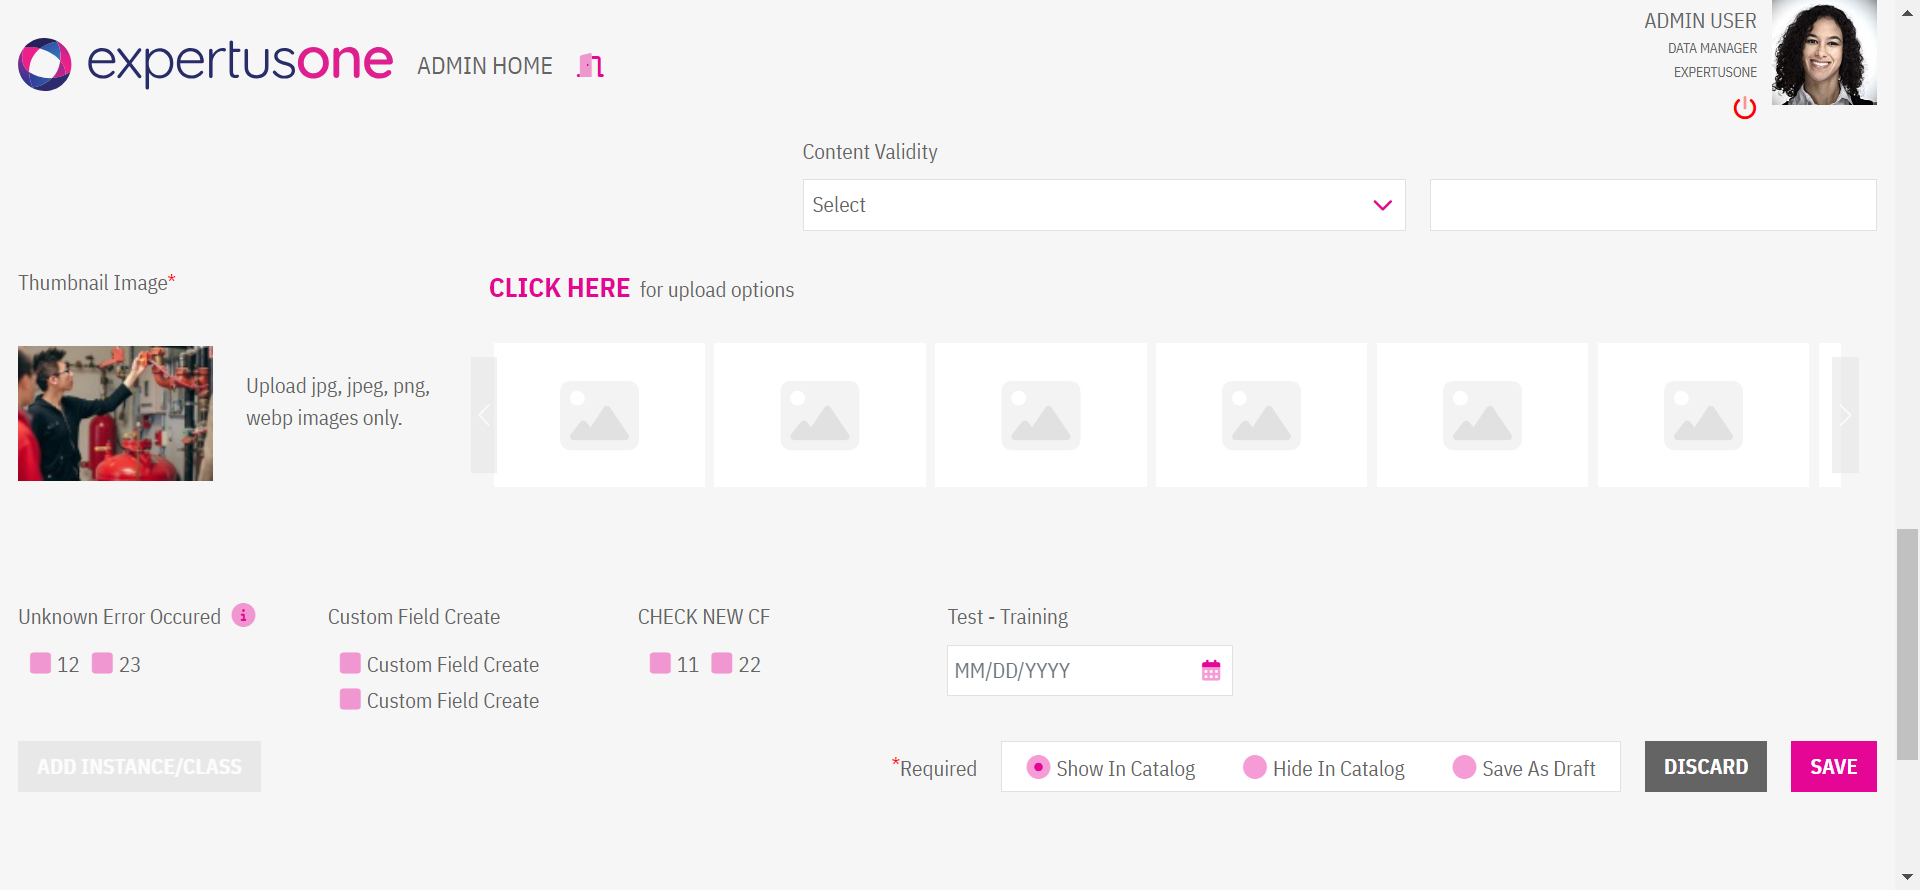 expertusone
ADMIN HOME
ADMIN USER
DATA MANAGER
EXPERTUSONE
Content Validity
Select
Thumbnail Image*
CLICK HERE for upload options
Upload jpg, jpeg, png,
webp images only.
Unknown Error Occured
12 23
Custom Field Create
Custom Field Create
Custom Field Create
CHECK NEW CF
11 22
Test - Training
MM/DD/YYYY
ADD INSTANCE/CLASS
*Required
Show In Catalog
Hide In Catalog
Save As Draft
DISCARD
SAVE